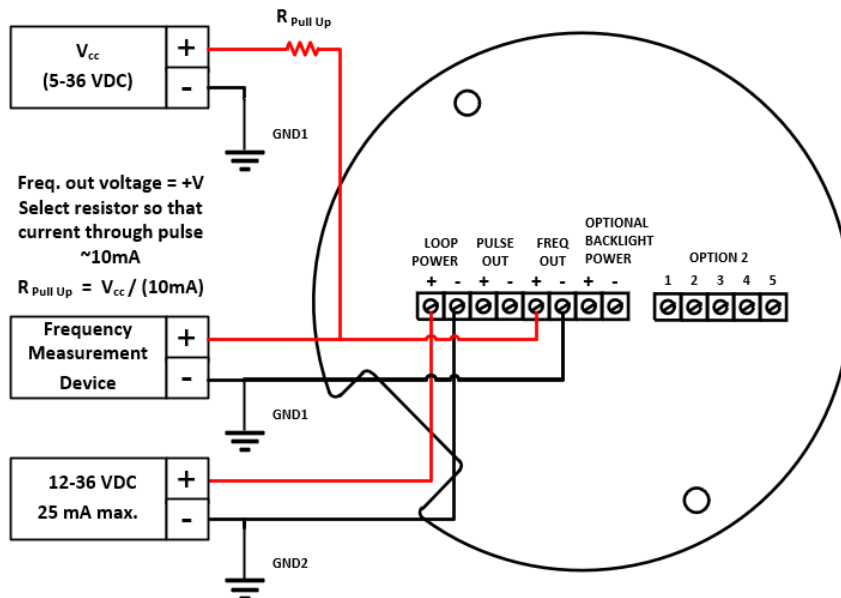 R Pull Up
Vcc
(5-36 VDC)
+
-
GND1
Freq. out voltage = +V
Select resistor so that
current through pulse
~10mA
R Pull Up = Vcc / (10mA)
Frequency
Measurement
Device
+
-
GND1
12-36 VDC
25 mA max.
+
-
GND2
LOOP
POWER
+ -
PULSE
OUT
+ -
FREQ
OUT
+ -
OPTIONAL
BACKLIGHT
POWER
+ -
OPTION 2
1 2 3 4 5